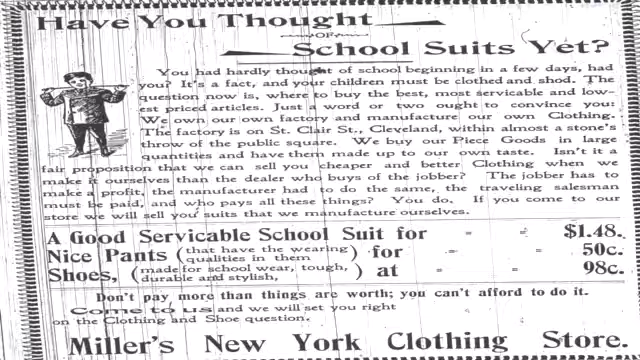 Have You Thought
OF
School Suits Yet?
You had hardly thought of school beginning in a few days, had
you? It's a fact, and your children must be clothed and shod. The
question now is, where to buy the best, most servicable and low-
est priced articles. Just a word or two ought to convince you:
We own our own factory and manufacture our own Clothing.
The factory is on St. Clair St., Cleveland, within almost a stone's
throw of the public square. We buy our Piece Goods in large
quantities and have them made up to our own taste. Isn't it a
fair proposition that we can sell you cheaper and better Clothing when we
make it ourselves than the dealer who buys of the jobber? The jobber has to
make a profit, the manufacturer had to do the same, the traveling salesman
must be paid, and who pays all these things? You do. If you come to our
store we will sell you suits that we manufacture ourselves.
A Good Servicable School Suit for " " $1.48.
Nice Pants (that have the wearing qualities in them) for " " 50c.
Shoes, (made for school wear, tough, durable and stylish,) at " " 98c.
Don't pay more than things are worth; you can't afford to do it.
Come to us and we will set you right
on the Clothing and Shoe question.
Miller's New York Clothing Store.